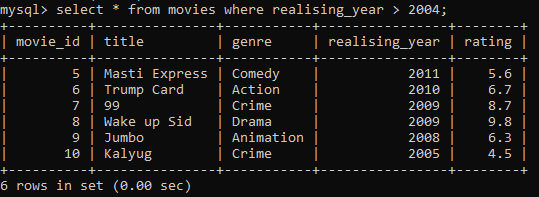 mysql> select * from movies where realising_year > 2004;
+----------+---------------+-----------+----------------+--------+
| movie_id | title         | genre     | realising_year | rating |
+----------+---------------+-----------+----------------+--------+
|        5 | Masti Express | Comedy    |           2011 |    5.6 |
|        6 | Trump Card    | Action    |           2010 |    6.7 |
|        7 | 99            | Crime     |           2009 |    8.7 |
|        8 | Wake up Sid   | Drama     |           2009 |    9.8 |
|        9 | Jumbo         | Animation |           2008 |    6.3 |
|       10 | Kalyug        | Crime     |           2005 |    4.5 |
+----------+---------------+-----------+----------------+--------+
6 rows in set (0.00 sec)